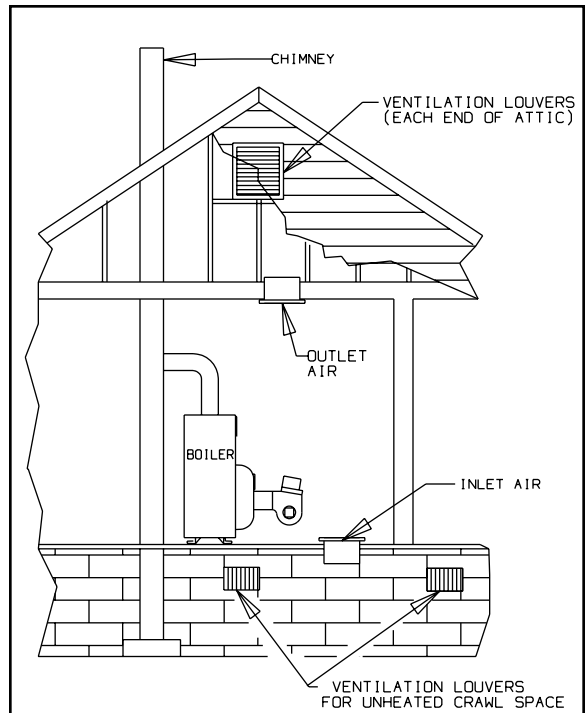 CHIMNEY
VENTILATION LOUVERS
(EACH END OF ATTIC)
OUTLET
AIR
BOILER
INLET AIR
VENTILATION LOUVERS
FOR UNHEATED CRAWL SPACE